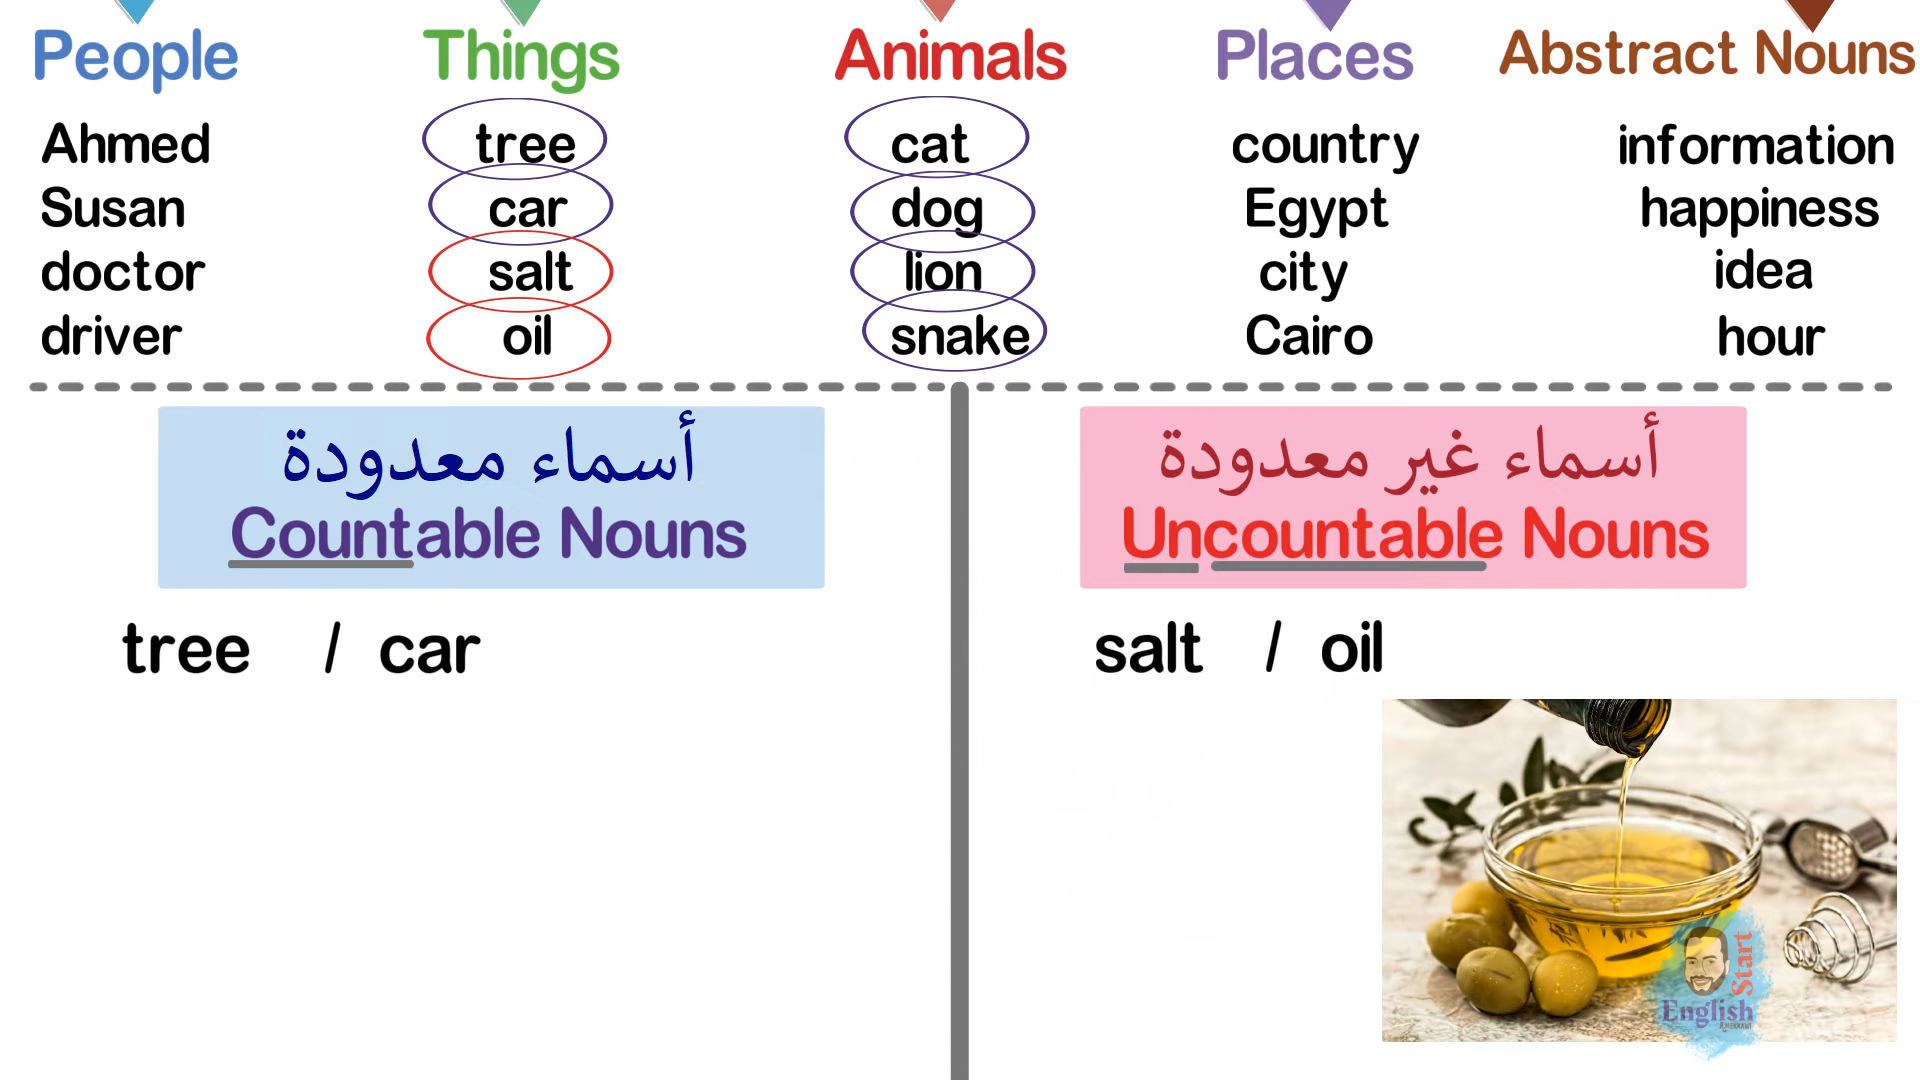 People Things Animals Places Abstract Nouns
Ahmed tree cat country information
Susan car dog Egypt happiness
doctor salt lion city idea
driver oil snake Cairo hour
أسماء معدودة
Countable Nouns
أسماء غير معدودة
Uncountable Nouns
tree / car
salt / oil
Start
English